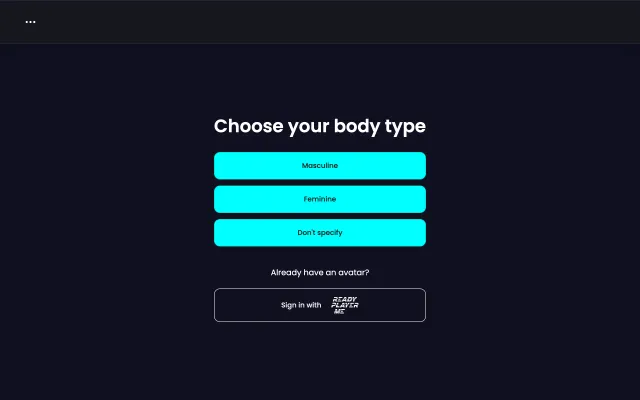 Choose your body type
Masculine
Feminine
Don't specify
Already have an avatar?
Sign in with READY
PLAYER
ME